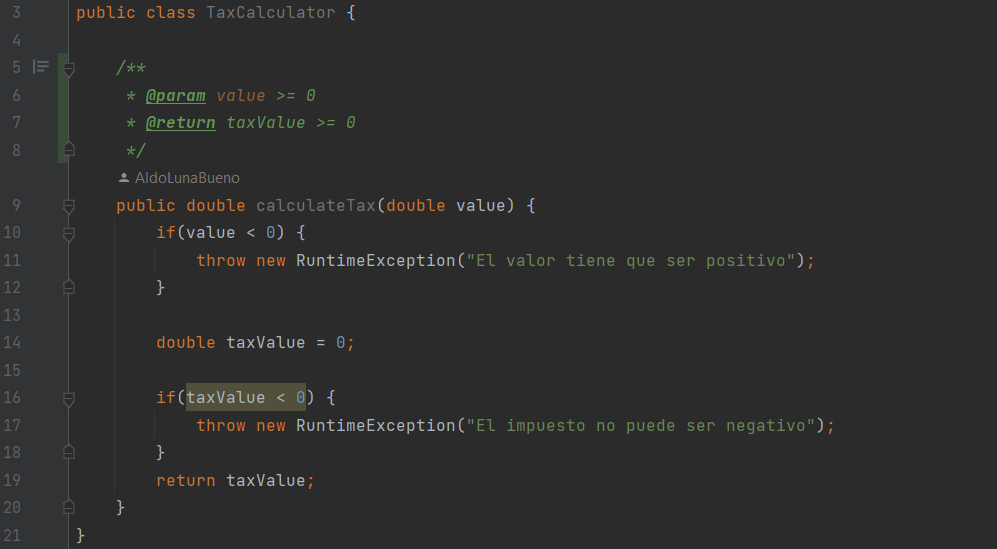 3 public class TaxCalculator {
4
5 /**
6 * @param value >= 0
7 * @return taxValue >= 0
8 */
AldoLunaBueno
9 public double calculateTax(double value) {
10 if(value < 0) {
11 throw new RuntimeException("El valor tiene que ser positivo");
12 }
13
14 double taxValue = 0;
15
16 if(taxValue < 0) {
17 throw new RuntimeException("El impuesto no puede ser negativo");
18 }
19 return taxValue;
20 }
21 }